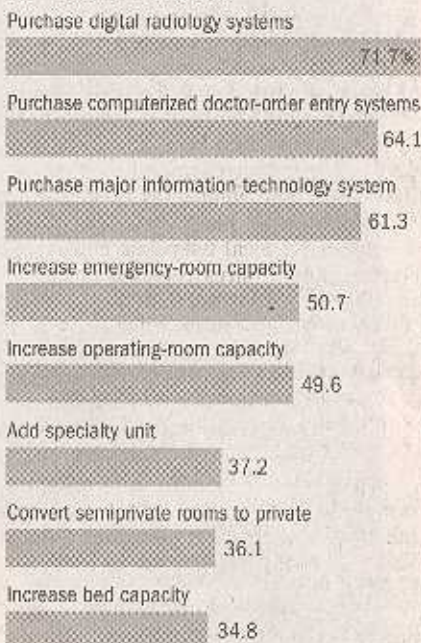 Purchase digital radiology systems
71.7%
Purchase computerized doctor-order entry systems
64.1
Purchase major information technology system
61.3
Increase emergency-room capacity
50.7
Increase operating-room capacity
49.6
Add specialty unit
37.2
Convert semiprivate rooms to private
36.1
Increase bed capacity
34.8